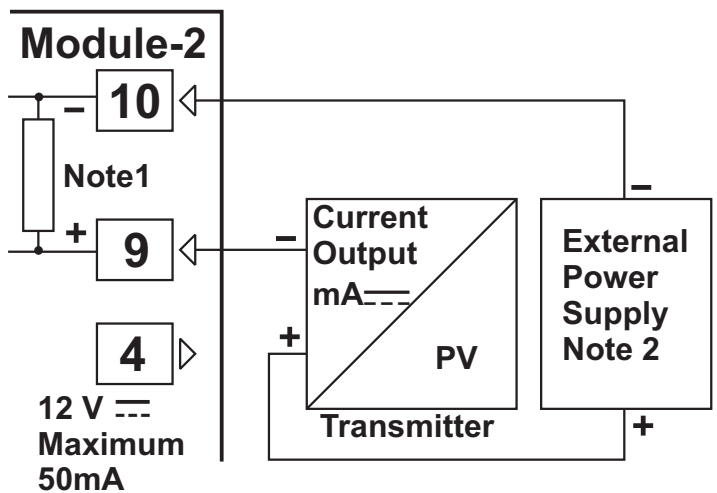 Module-2
10
–
Note1
+
9
4
12 V ⎓
Maximum
50mA
–
Current
Output
mA⎓
+
PV
Transmitter
–
External
Power
Supply
Note 2
+